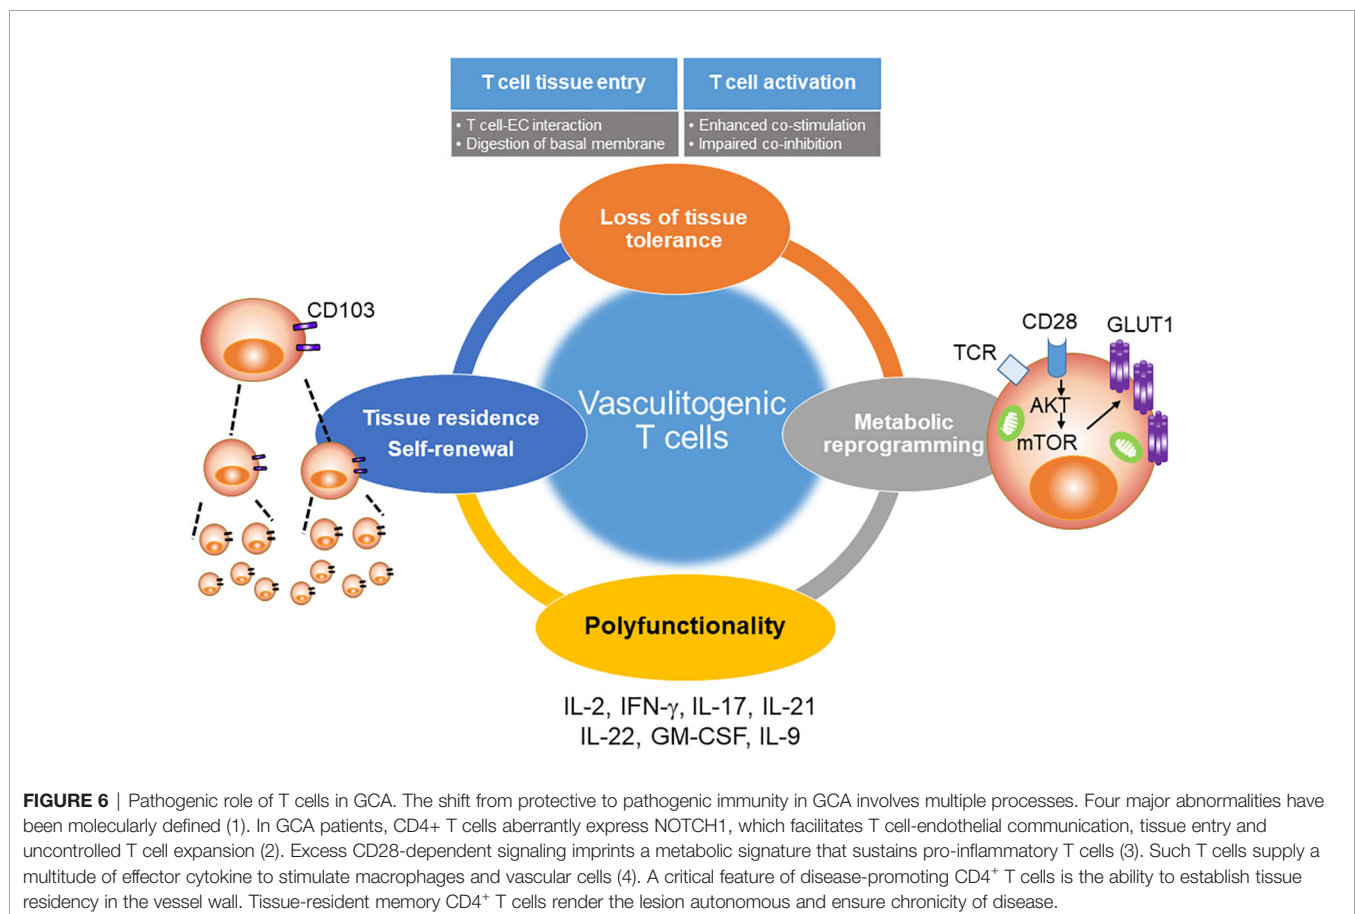 T cell tissue entry
T cell activation
• T cell-EC interaction
• Digestion of basal membrane
• Enhanced co-stimulation
• Impaired co-inhibition
Loss of tissue
tolerance
CD103
CD28
GLUT1
TCR
AKT
mTOR
Tissue residence
Self-renewal
Vasculitogenic
T cells
Metabolic
reprogramming
Polyfunctionality
IL-2, IFN-γ, IL-17, IL-21
IL-22, GM-CSF, IL-9
FIGURE 6 | Pathogenic role of T cells in GCA. The shift from protective to pathogenic immunity in GCA involves multiple processes. Four major abnormalities have
been molecularly defined (1). In GCA patients, CD4+ T cells aberrantly express NOTCH1, which facilitates T cell-endothelial communication, tissue entry and
uncontrolled T cell expansion (2). Excess CD28-dependent signaling imprints a metabolic signature that sustains pro-inflammatory T cells (3). Such T cells supply a
multitude of effector cytokine to stimulate macrophages and vascular cells (4). A critical feature of disease-promoting CD4⁺ T cells is the ability to establish tissue
residency in the vessel wall. Tissue-resident memory CD4⁺ T cells render the lesion autonomous and ensure chronicity of disease.